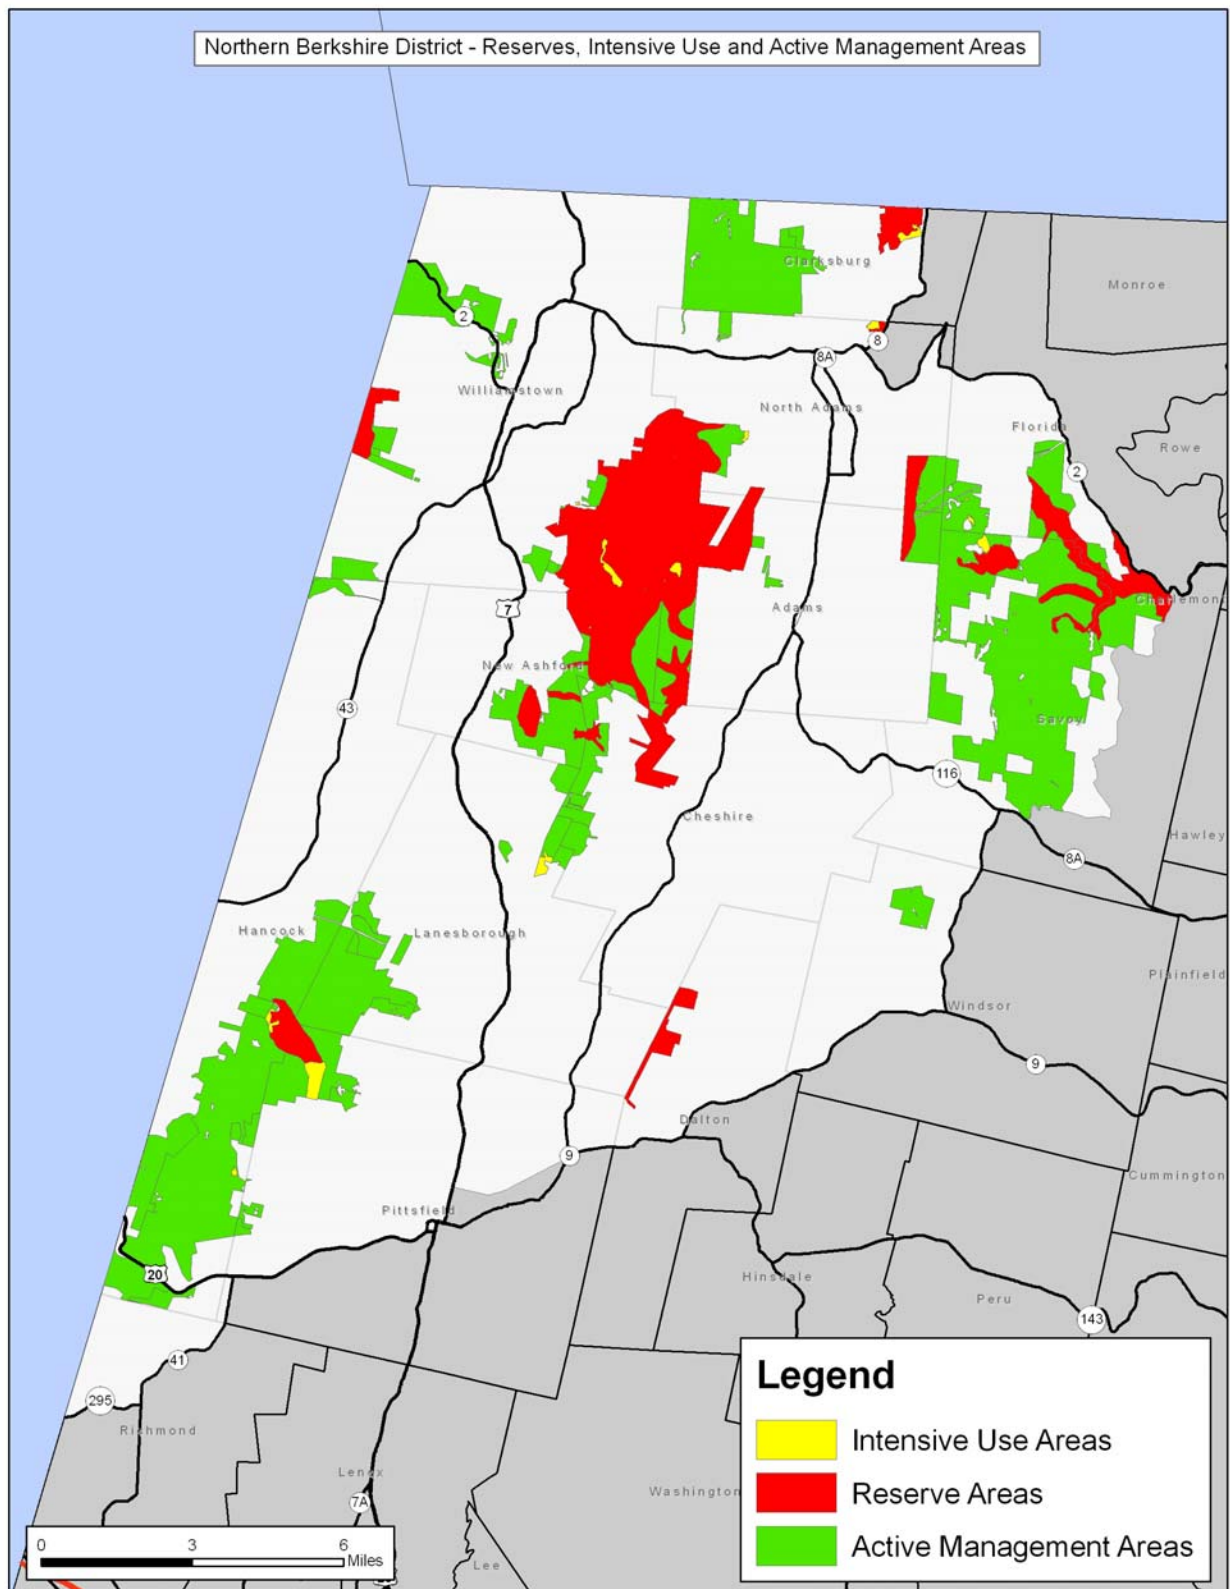 Northern Berkshire District - Reserves, Intensive Use and Active Management Areas
Clarksburg
Monroe
2
8
8A
Williamstown
North Adams
Florida
Rowe
2
7
Adams
Charlemont
New Ashford
43
Savoy
116
Cheshire
Hawley
8A
Hancock
Lanesborough
Plainfield
Windsor
9
Dalton
9
Cummington
Pittsfield
20
Hinsdale
Peru
143
41
295
Richmond
Lenox
7A
Washington
Lee
Legend
Intensive Use Areas
Reserve Areas
Active Management Areas
0 3 6
Miles